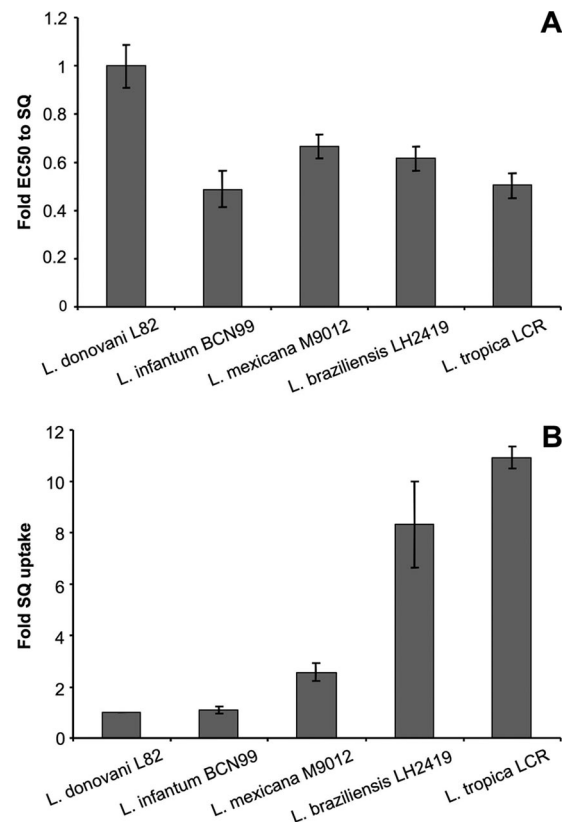 A
Fold EC50 to SQ
1.2
1
0.8
0.6
0.4
0.2
0
L. donovani L82
L. infantum BCN99
L. mexicana M9012
L. braziliensis LH2419
L. tropica LCR
B
Fold SQ uptake
12
10
8
6
4
2
0
L. donovani L82
L. infantum BCN99
L. mexicana M9012
L. braziliensis LH2419
L. tropica LCR